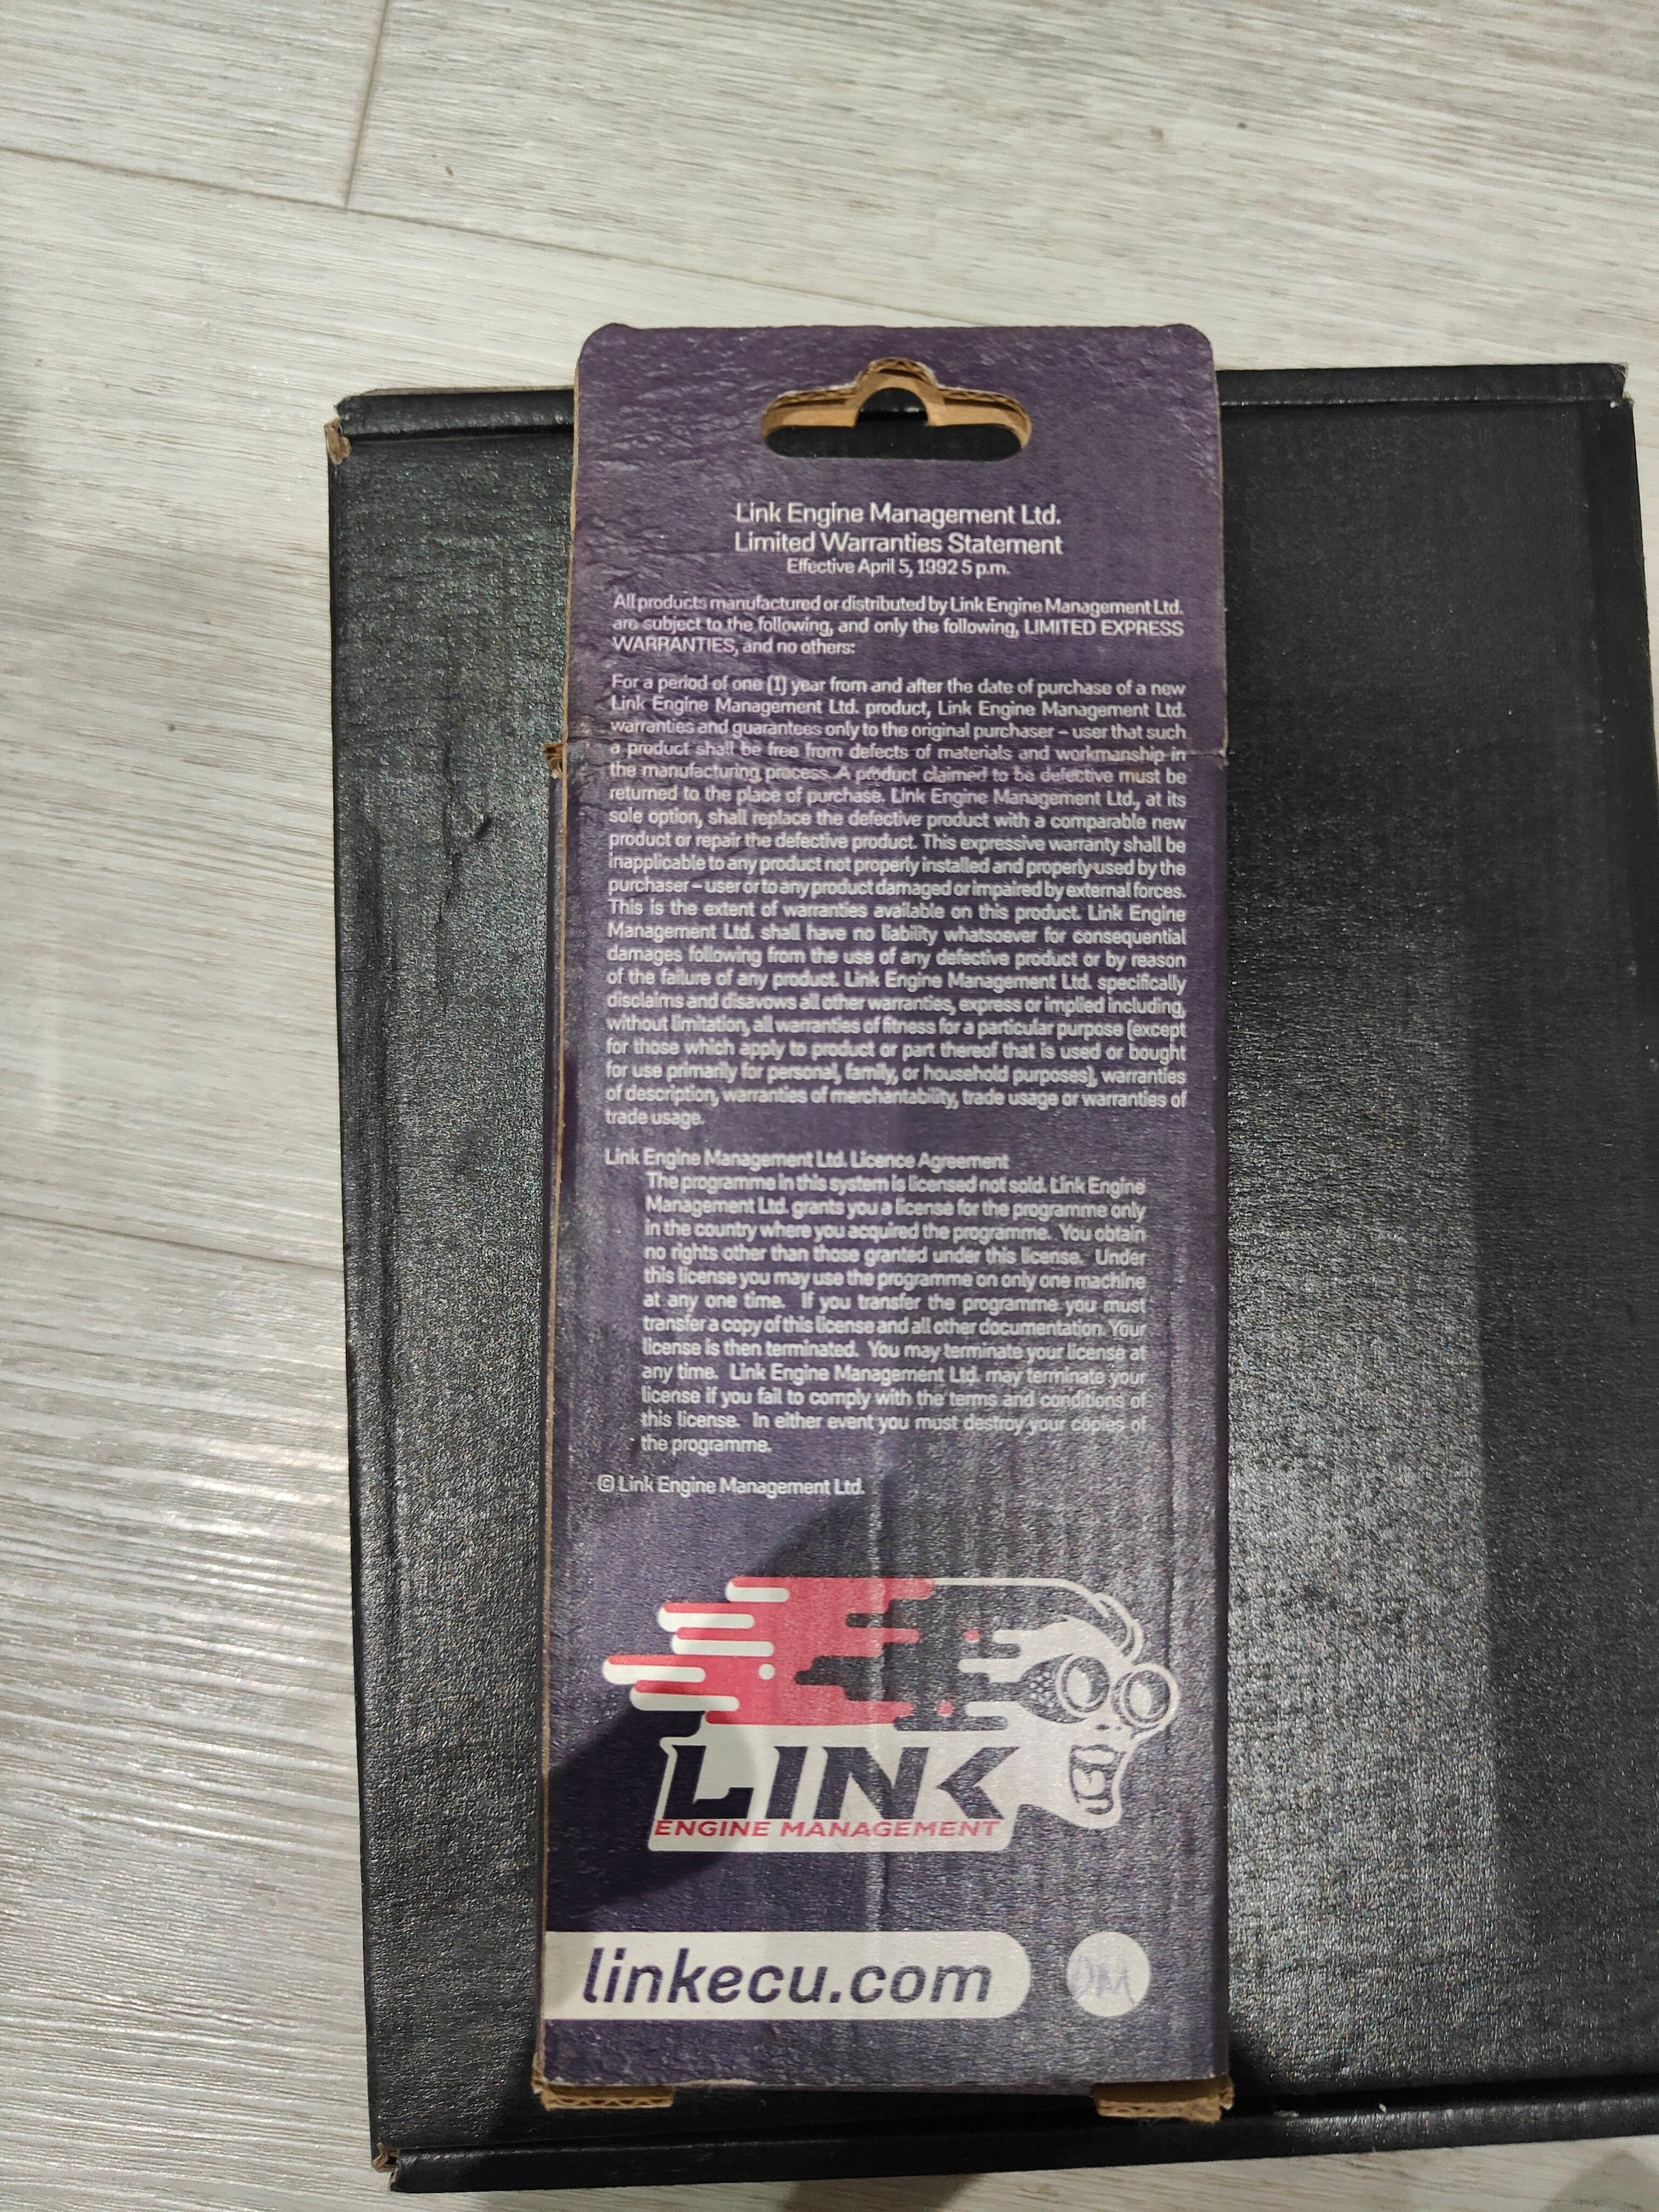 Link Engine Management Ltd.
Limited Warranties Statement
Effective April 5, 1992 5 p.m.
All products manufactured or distributed by Link Engine Management Ltd.
are subject to the following, and only the following, LIMITED EXPRESS
WARRANTIES, and no others:
For a period of one (1) year from and after the date of purchase of a new
Link Engine Management Ltd. product, Link Engine Management Ltd.
warranties and guarantees only to the original purchaser – user that such
a product shall be free from defects of materials and workmanship in
the manufacturing process. A product claimed to be defective must be
returned to the place of purchase. Link Engine Management Ltd, at its
sole option, shall replace the defective product with a comparable new
product or repair the defective product. This expressive warranty shall be
inapplicable to any product not properly installed and properly used by the
purchaser – user or to any product damaged or impaired by external forces.
This is the extent of warranties available on this product. Link Engine
Management Ltd. shall have no liability whatsoever for consequential
damages following from the use of any defective product or by reason
of the failure of any product. Link Engine Management Ltd. specifically
disclaims and disavows all other warranties, express or implied including,
without limitation, all warranties of fitness for a particular purpose (except
for those which apply to product or part thereof that is used or bought
for use primarily for personal, family, or household purposes), warranties
of description, warranties of merchantability, trade usage or warranties of
trade usage.
Link Engine Management Ltd. Licence Agreement
The programme in this system is licensed not sold. Link Engine
Management Ltd. grants you a license for the programme only
in the country where you acquired the programme. You obtain
no rights other than those granted under this license. Under
this license you may use the programme on only one machine
at any one time. If you transfer the programme you must
transfer a copy of this license and all other documentation. Your
license is then terminated. You may terminate your license at
any time. Link Engine Management Ltd. may terminate your
license if you fail to comply with the terms and conditions of
this license. In either event you must destroy your copies of
the programme.
© Link Engine Management Ltd.
LINK
ENGINE MANAGEMENT
linkecu.com